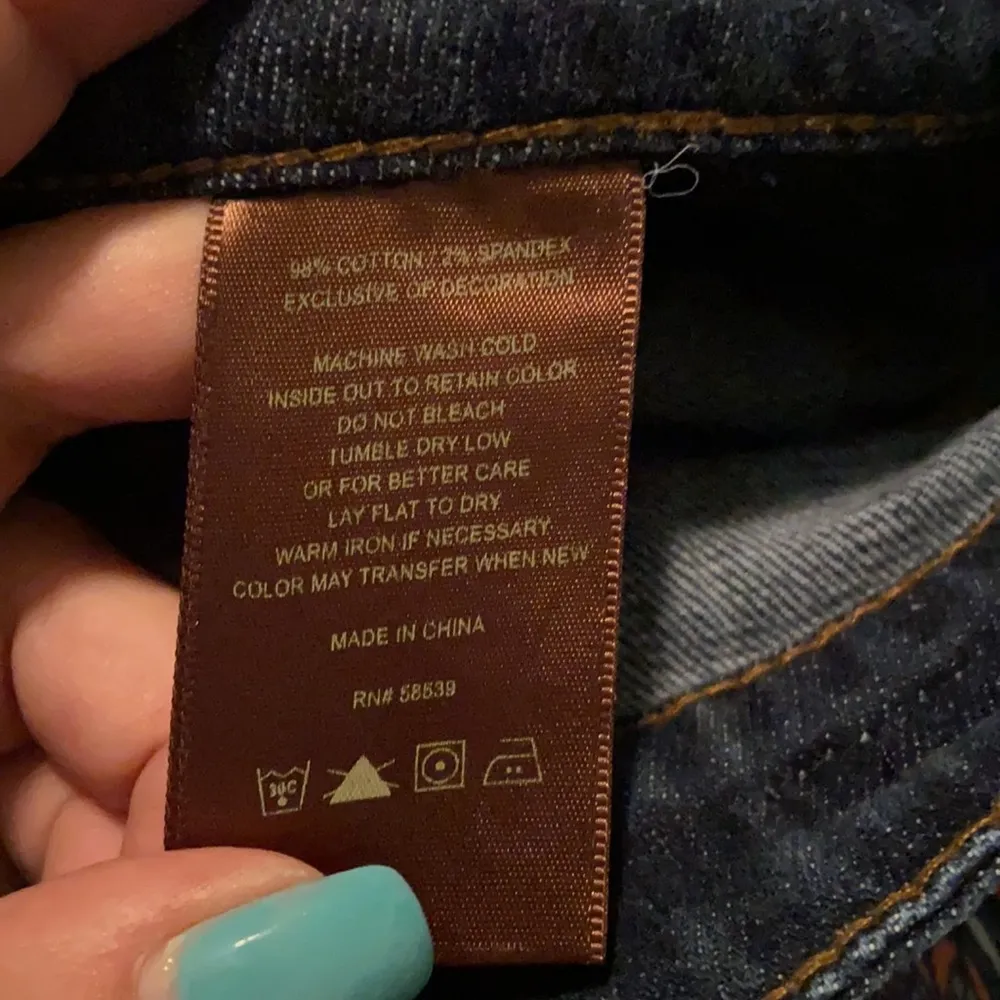 98% COTTON / 2% SPANDEX
EXCLUSIVE OF DECORATION
MACHINE WASH COLD
INSIDE OUT TO RETAIN COLOR
DO NOT BLEACH
TUMBLE DRY LOW
OR FOR BETTER CARE
LAY FLAT TO DRY
WARM IRON IF NECESSARY
COLOR MAY TRANSFER WHEN NEW
MADE IN CHINA
RN# 58539
30C